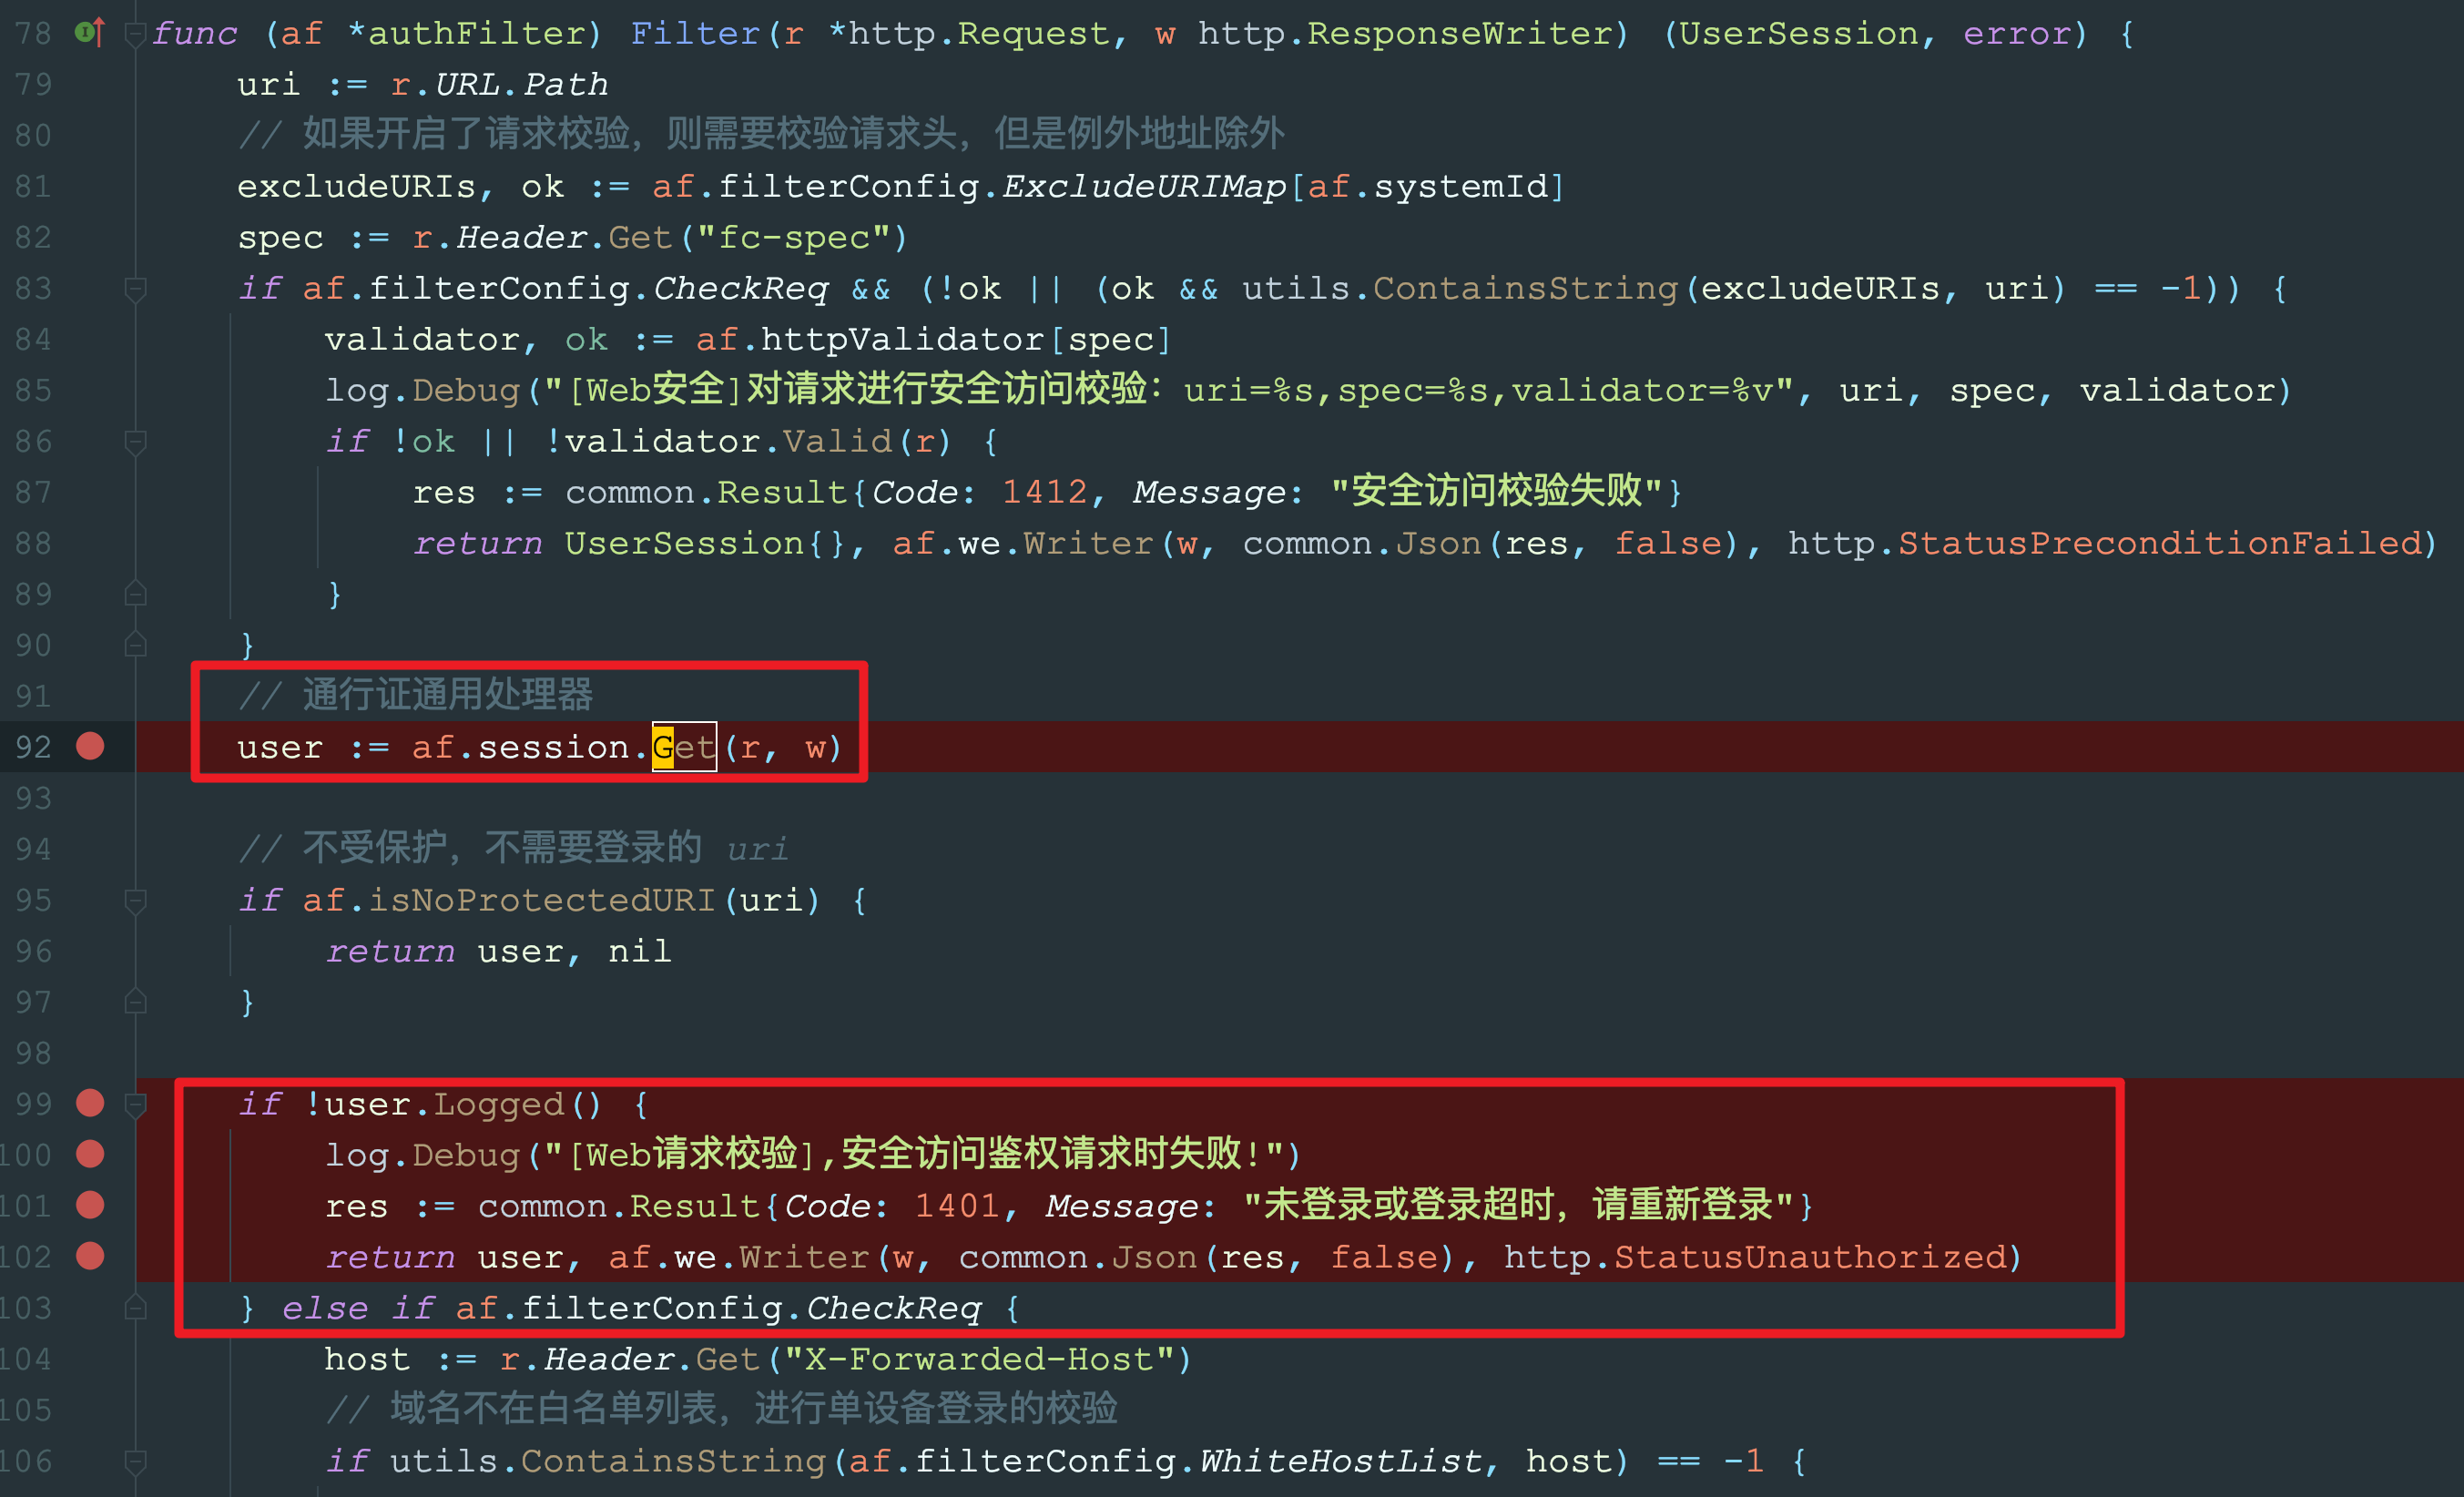 78 func (af *authFilter) Filter(r *http.Request, w http.ResponseWriter) (UserSession, error) {
79 uri := r.URL.Path
80 // 如果开启了请求校验，则需要校验请求头，但是例外地址除外
81 excludeURIs, ok := af.filterConfig.ExcludeURIMap[af.systemId]
82 spec := r.Header.Get("fc-spec")
83 if af.filterConfig.CheckReq && (!ok || (ok && utils.ContainsString(excludeURIs, uri) == -1)) {
84 validator, ok := af.httpValidator[spec]
85 log.Debug("[Web安全]对请求进行安全访问校验：uri=%s,spec=%s,validator=%v", uri, spec, validator)
86 if !ok || !validator.Valid(r) {
87 res := common.Result{Code: 1412, Message: "安全访问校验失败"}
88 return UserSession{}, af.we.Writer(w, common.Json(res, false), http.StatusPreconditionFailed)
89 }
90 }
91 // 通行证通用处理器
92 user := af.session.Get(r, w)
93
94 // 不受保护，不需要登录的 uri
95 if af.isNoProtectedURI(uri) {
96 return user, nil
97 }
98
99 if !user.Logged() {
100 log.Debug("[Web请求校验],安全访问鉴权请求时失败!")
101 res := common.Result{Code: 1401, Message: "未登录或登录超时，请重新登录"}
102 return user, af.we.Writer(w, common.Json(res, false), http.StatusUnauthorized)
103 } else if af.filterConfig.CheckReq {
104 host := r.Header.Get("X-Forwarded-Host")
105 // 域名不在白名单列表，进行单设备登录的校验
106 if utils.ContainsString(af.filterConfig.WhiteHostList, host) == -1 {